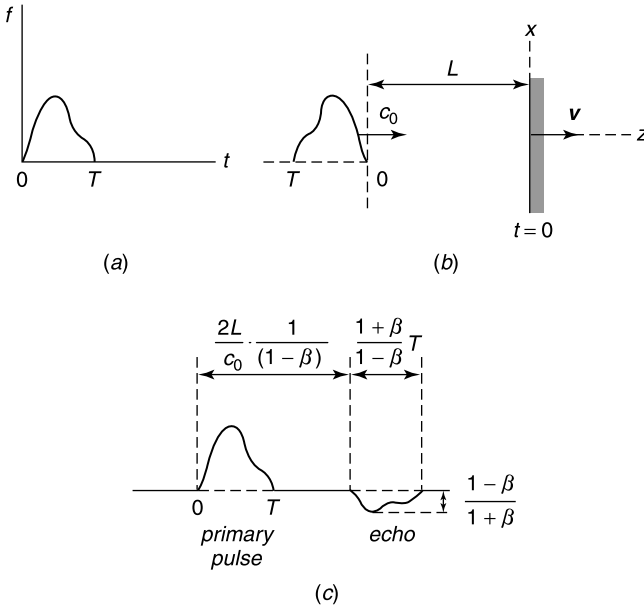 f
0 T t
(a)
L
x
c₀
v
z
T 0
t = 0
(b)
2L/c₀ · 1/(1 − β)
1 + β/1 − β T
0 T
primary
pulse
echo
1 − β/1 + β
(c)